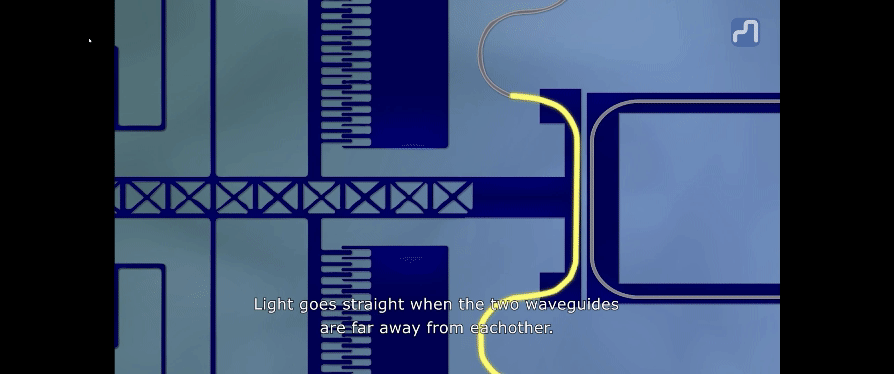 Light goes straight when the two waveguides
are far away from eachother.